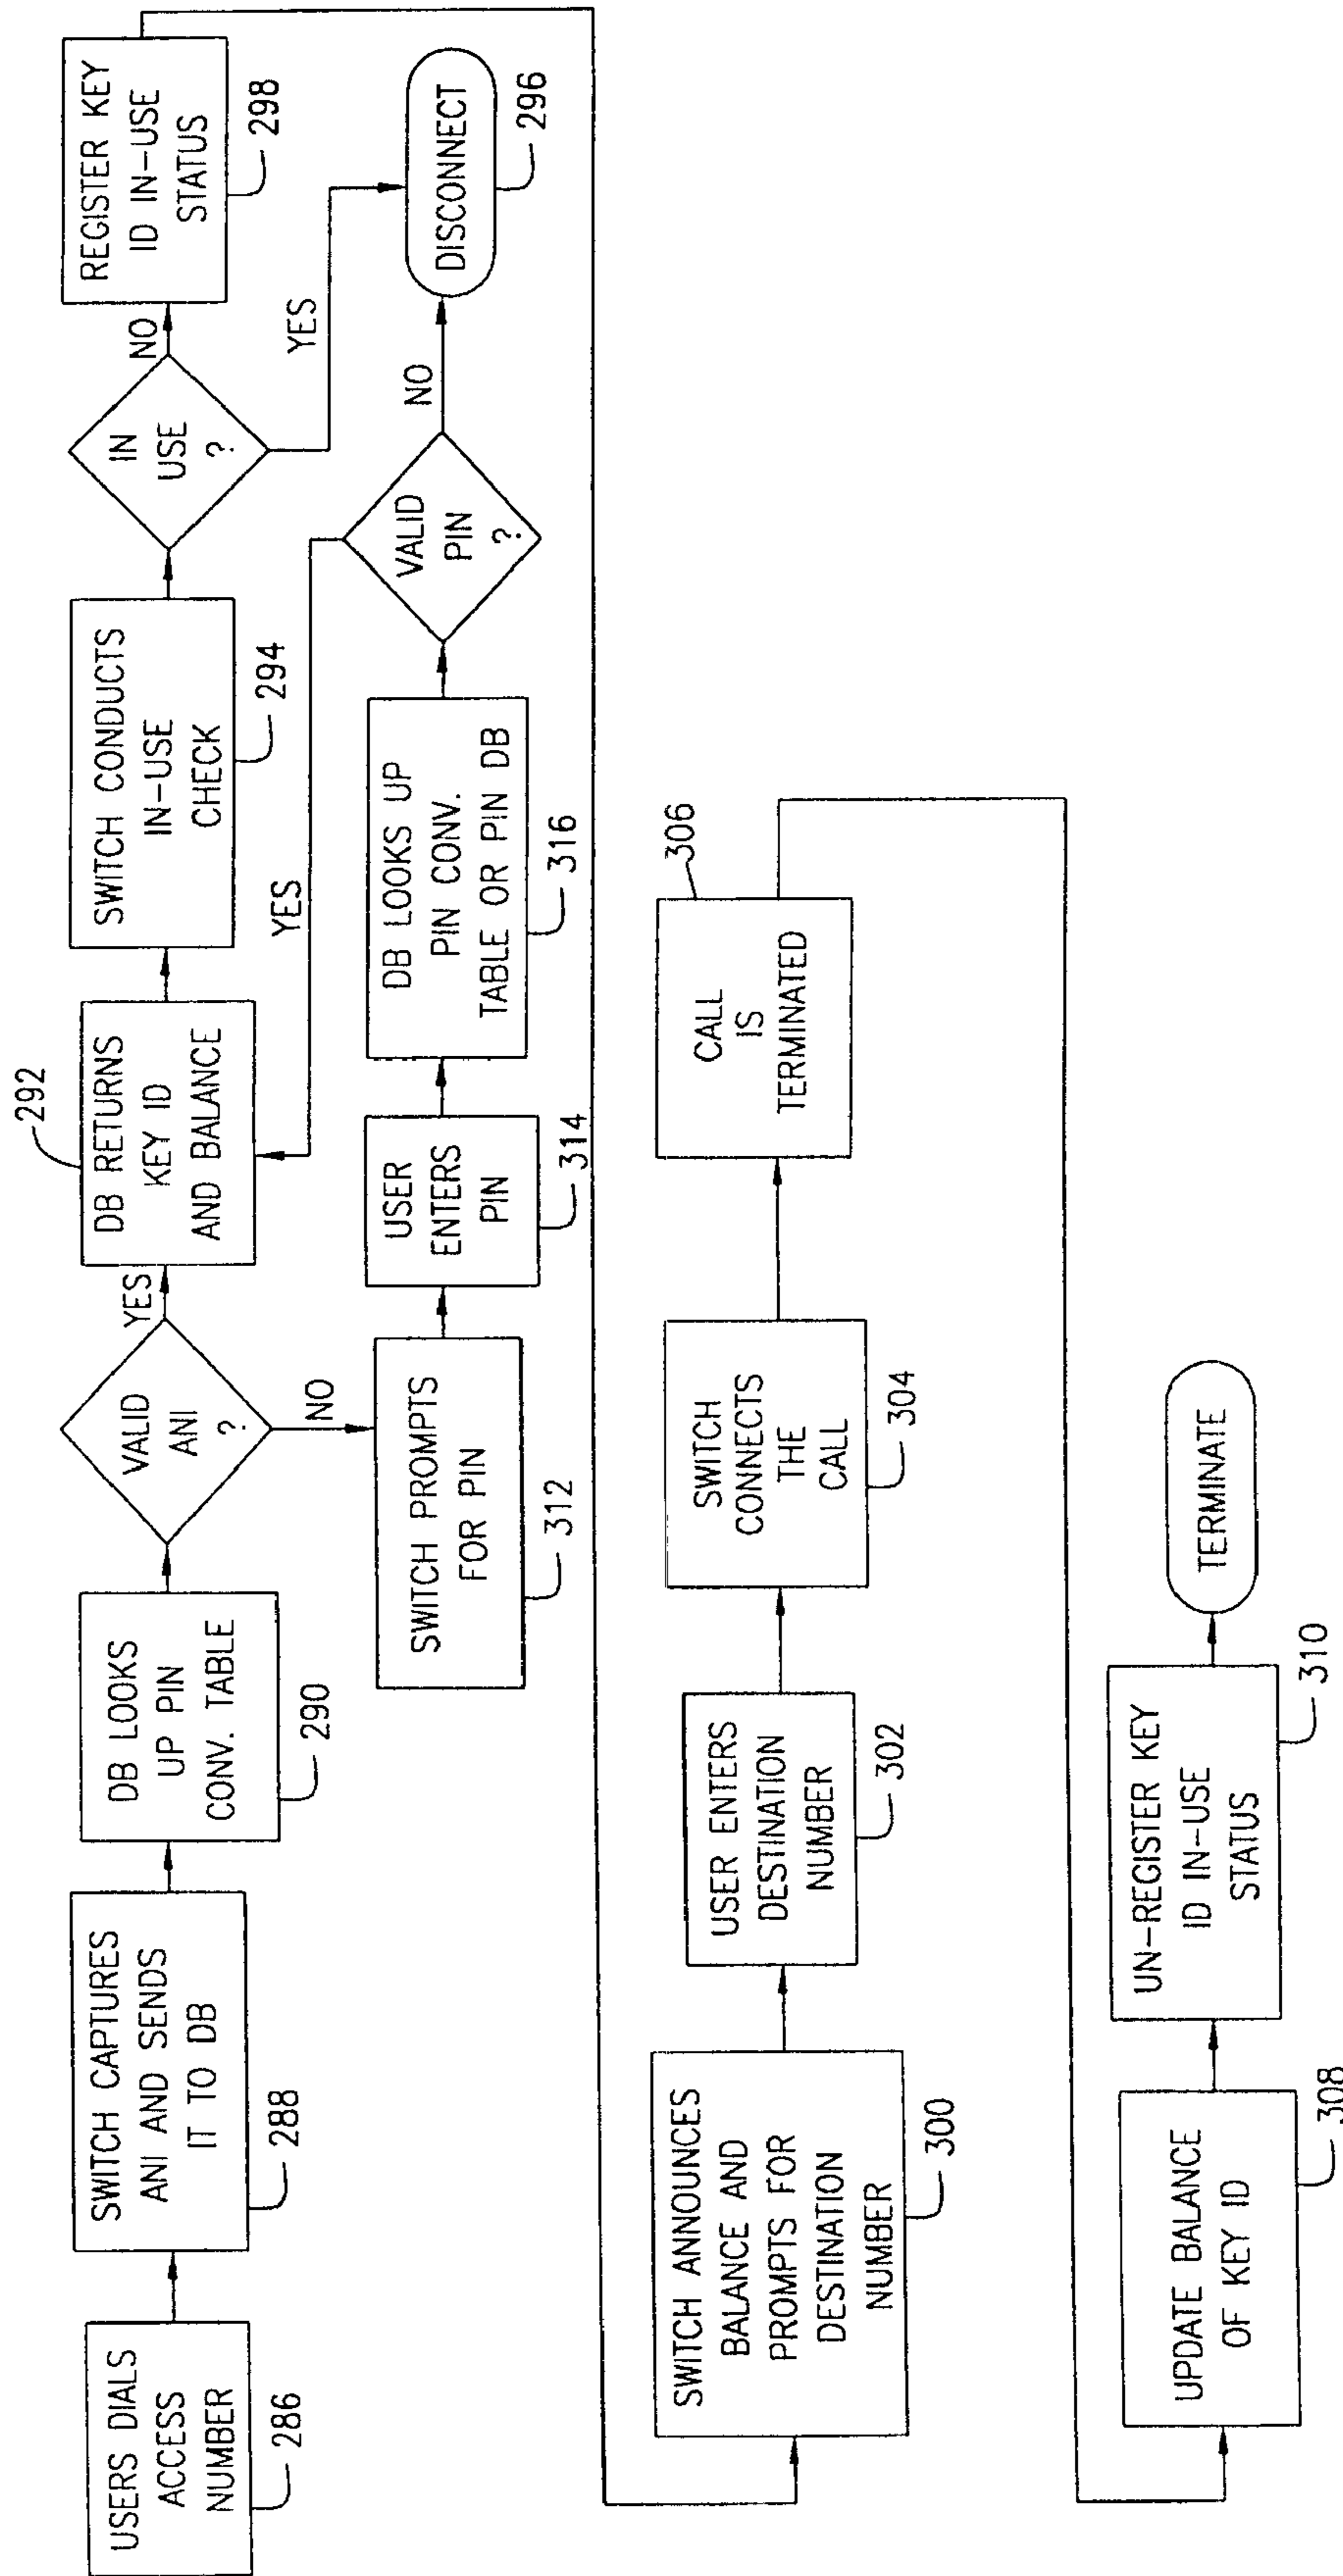 USERS DIALS
ACCESS
NUMBER
286
SWITCH CAPTURES
ANI AND SENDS
IT TO DB
288
DB LOOKS
UP PIN
CONV. TABLE
290
VALID
ANI
?
YES
NO
292
DB RETURNS
KEY ID
AND BALANCE
SWITCH CONDUCTS
IN-USE
CHECK
294
IN
USE
?
NO
YES
REGISTER KEY
ID IN-USE
STATUS
298
SWITCH PROMPTS
FOR PIN
312
USER
ENTERS
PIN
314
DB LOOKS UP
PIN CONV.
TABLE OR PIN DB
316
VALID
PIN
?
YES
NO
DISCONNECT
296
SWITCH ANNOUNCES
BALANCE AND
PROMPTS FOR
DESTINATION
NUMBER
300
USER ENTERS
DESTINATION
NUMBER
302
SWITCH
CONNECTS
THE
CALL
304
CALL
IS
TERMINATED
306
UPDATE BALANCE
OF KEY ID
308
UN-REGISTER KEY
ID IN-USE
STATUS
310
TERMINATE